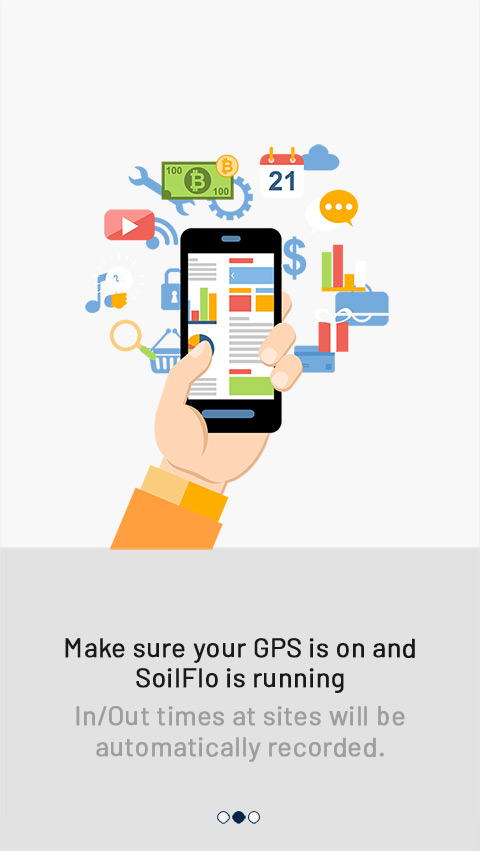 100
100
21
Make sure your GPS is on and
SoilFlo is running
In/Out times at sites will be
automatically recorded.